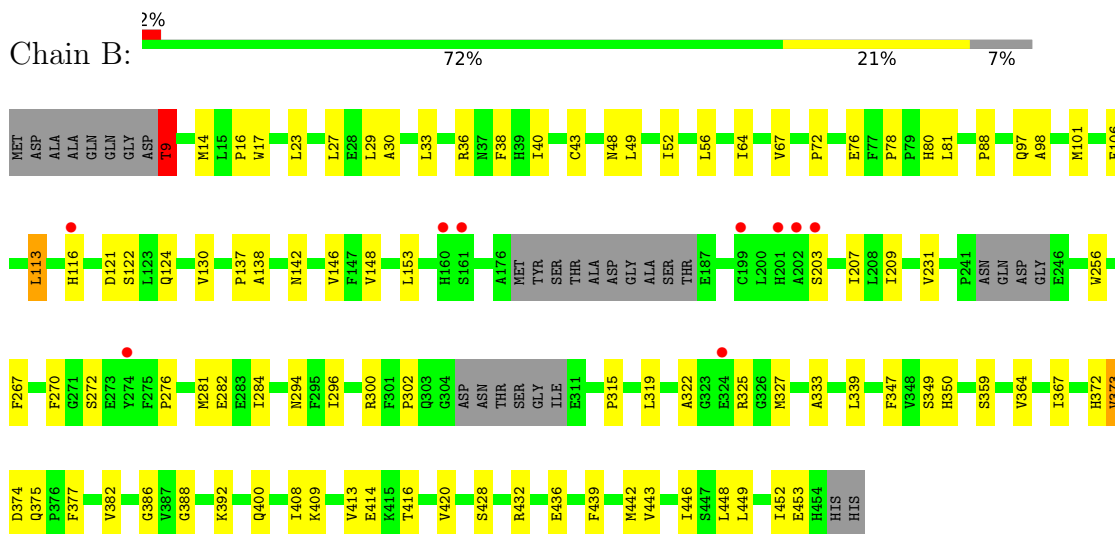 2%
Chain B:
72% 21% 7%
MET ASP ALA ALA GLN GLN GLY ASP T9 M14 L15 P16 W17 L23 L27 E28 L29 A30 L33 R36 N37 F38 H39 I40 C43 N48 L49 I52 L56 I64 V67 P72 E76 F77 P78 P79 H80 L81 P88 Q97 A98 M101
L113 H116 D121 S122 L123 Q124 V130 P137 A138 N142 V146 F147 V148 L153 H160 S161 A176 MET TYR SER THR ALA ASP GLY ALA SER THR E187 C199 L200 H201 A202 S203 I207 L208 I209 V231 P241 ASN GLN ASP GLY E246 W256
F267 F270 G271 S272 E273 Y274 F275 P276 M281 E282 E283 I284 N294 F295 I296 R300 F301 P302 Q303 G304 ASP ASN THR SER GLY ILE E311 P315 L319 A322 G323 E324 R325 G326 M327 A333 L339 F347 V348 S349 H350 S359 V364 I367 H372 V373
D374 Q375 P376 F377 V382 G386 V387 G388 K392 Q400 I408 K409 V413 E414 K415 T416 V420 S428 R432 E436 F439 M442 V443 I446 S447 L448 L449 I452 E453 H454 HIS HIS